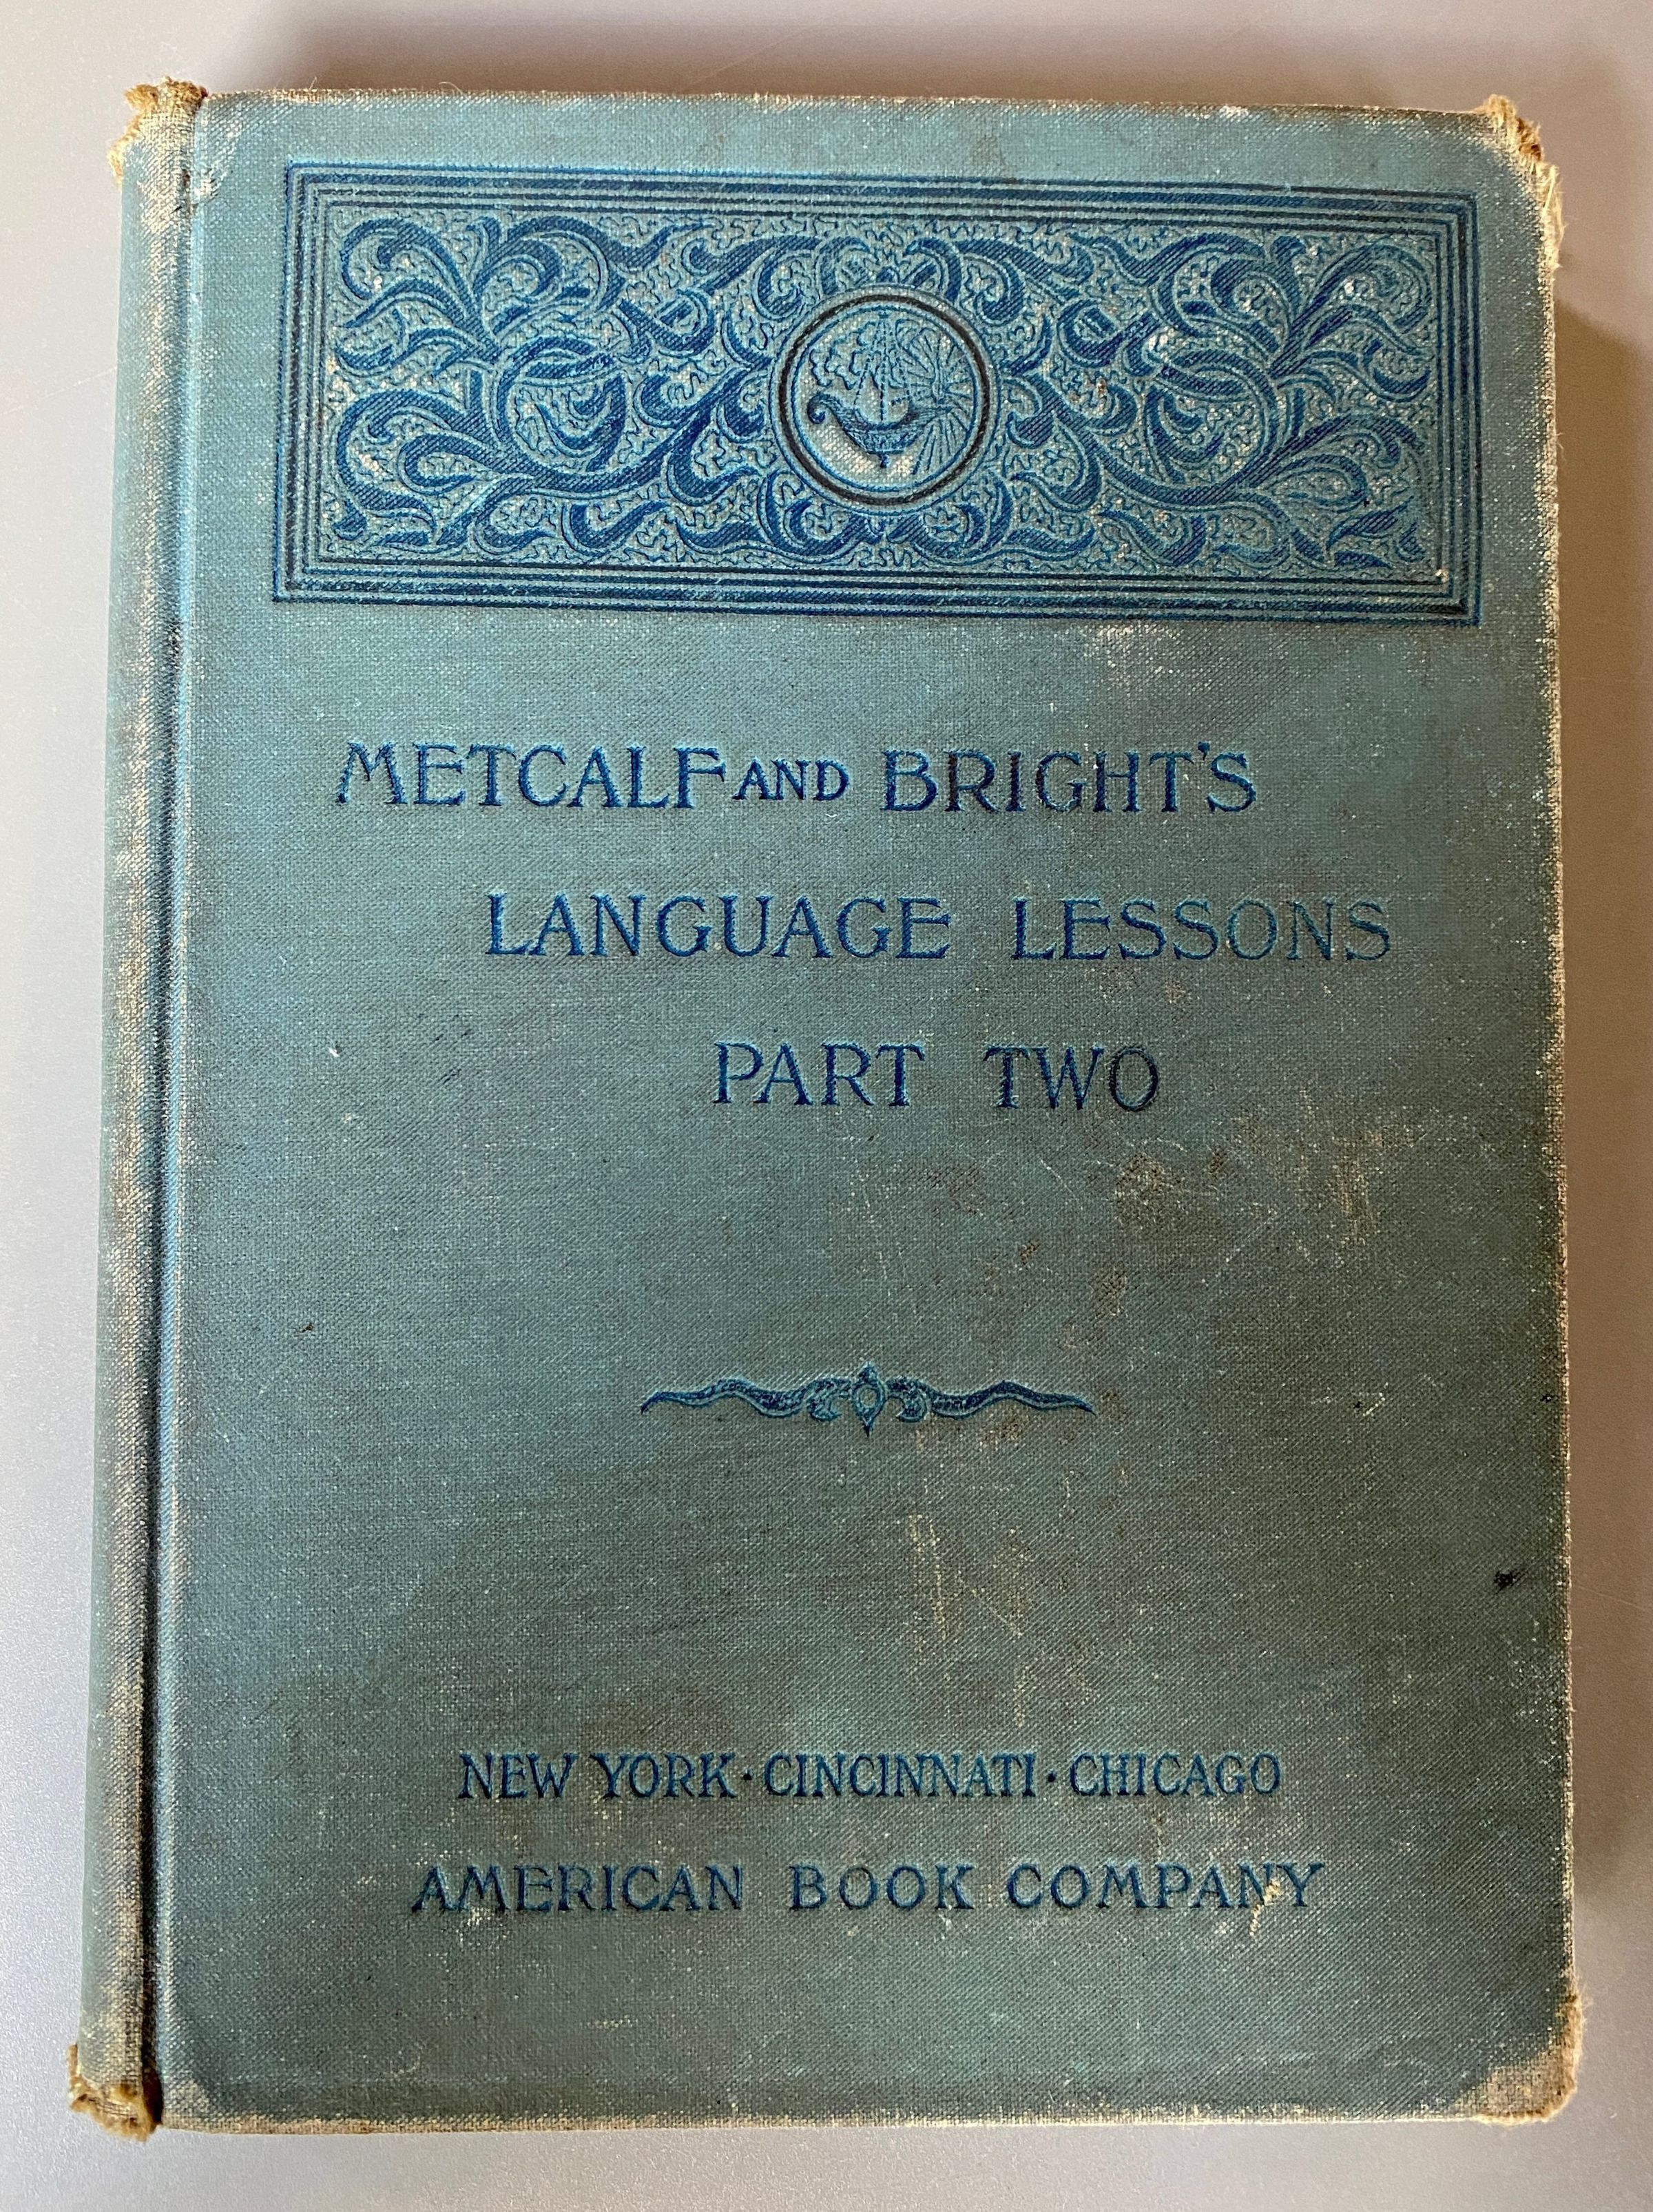 METCALF AND BRIGHT'S
LANGUAGE LESSONS
PART TWO
NEW YORK · CINCINNATI · CHICAGO
AMERICAN BOOK COMPANY